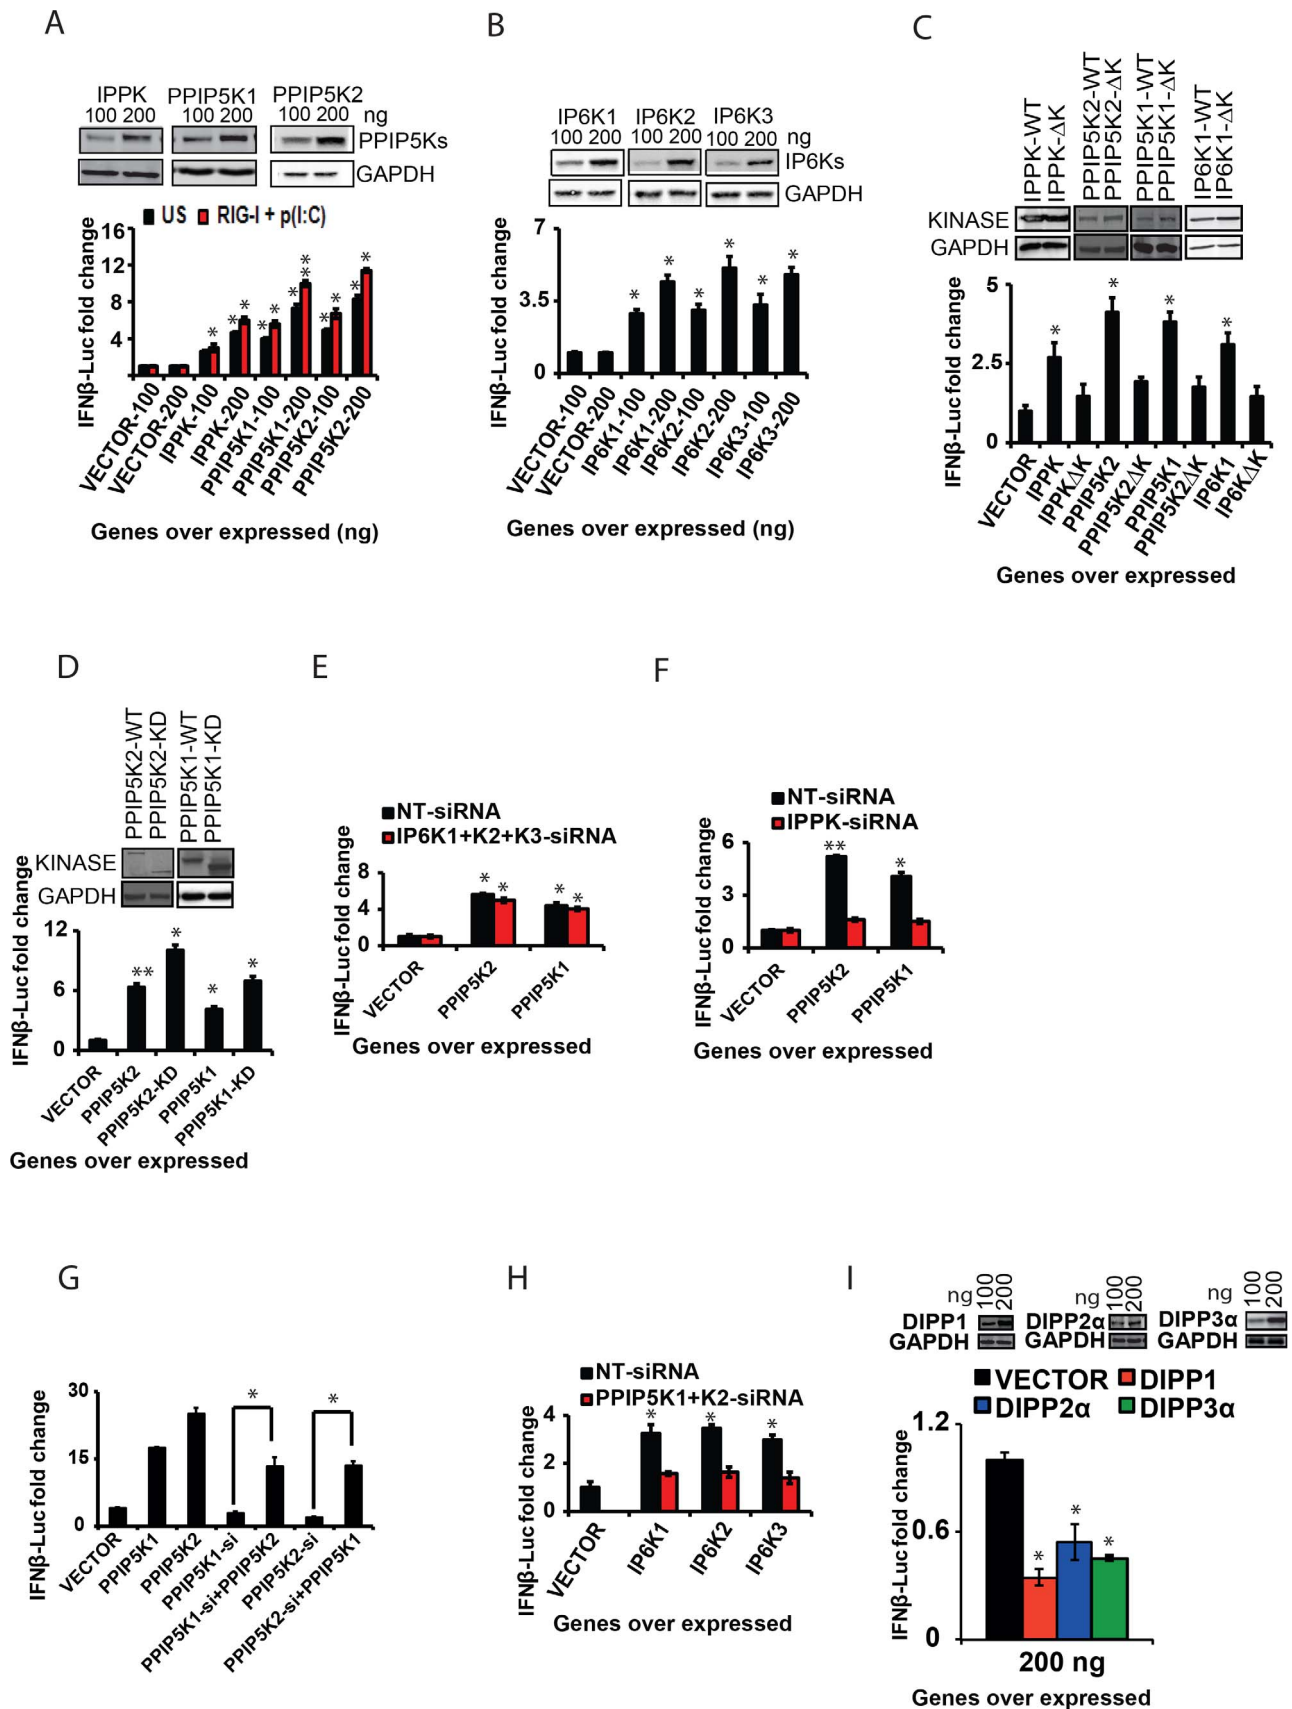 A
IPPK PPIP5K1 PPIP5K2
100 200 100 200 100 200 ng
PPIP5Ks
GAPDH
US RIG-I + p(I:C)
IFNβ-Luc fold change
16
12
8
4
* * * * * * * * * * *
VECTOR-100
VECTOR-200
IPPK-100
IPPK-200
PPIP5K1-100
PPIP5K1-200
PPIP5K2-100
PPIP5K2-200
Genes over expressed (ng)
B
IP6K1 IP6K2 IP6K3
100 200 100 200 100 200 ng
IP6Ks
GAPDH
IFNβ-Luc fold change
7
3.5
0
* * * * * *
VECTOR-100
VECTOR-200
IP6K1-100
IP6K1-200
IP6K2-100
IP6K2-200
IP6K3-100
IP6K3-200
Genes over expressed (ng)
C
IPPK-WT
IPPK-ΔK
PPIP5K2-WT
PPIP5K2-ΔK
PPIP5K1-WT
PPIP5K1-ΔK
IP6K1-WT
IP6K1-ΔK
KINASE
GAPDH
IFNβ-Luc fold change
5
2.5
0
* * * *
VECTOR
IPPK
IPPKΔK
PPIP5K2
PPIP5K2ΔK
PPIP5K1
PPIP5K2ΔK
IP6K1
IP6KΔK
Genes over expressed
D
PPIP5K2-WT
PPIP5K2-KD
PPIP5K1-WT
PPIP5K1-KD
KINASE
GAPDH
IFNβ-Luc fold change
12
6
0
** * * *
VECTOR
PPIP5K2
PPIP5K2-KD
PPIP5K1
PPIP5K1-KD
Genes over expressed
E
NT-siRNA
IP6K1+K2+K3-siRNA
IFNβ-Luc fold change
8
4
0
* * * *
VECTOR
PPIP5K2
PPIP5K1
Genes over expressed
F
NT-siRNA
IPPK-siRNA
IFNβ-Luc fold change
6
3
0
** *
VECTOR
PPIP5K2
PPIP5K1
Genes over expressed
G
IFNβ-Luc fold change
30
15
0
* *
VECTOR
PPIP5K1
PPIP5K2
PPIP5K1-si
PPIP5K1-si+PPIP5K2
PPIP5K2-si
PPIP5K2-si+PPIP5K1
H
NT-siRNA
PPIP5K1+K2-siRNA
IFNβ-Luc fold change
4
2
0
* * *
VECTOR
IP6K1
IP6K2
IP6K3
Genes over expressed
I
ng 100 200 ng 100 200 ng 100 200
DIPP1 DIPP2α DIPP3α
GAPDH GAPDH GAPDH
VECTOR DIPP1
DIPP2α DIPP3α
IFNβ-Luc fold change
1.2
0.6
0
* * *
200 ng
Genes over expressed